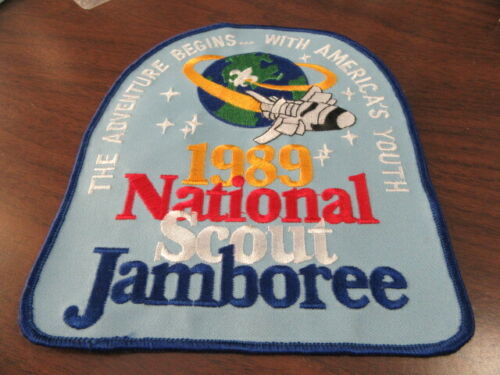 THE ADVENTURE BEGINS... WITH AMERICA'S YOUTH
1989
National
Scout
Jamboree